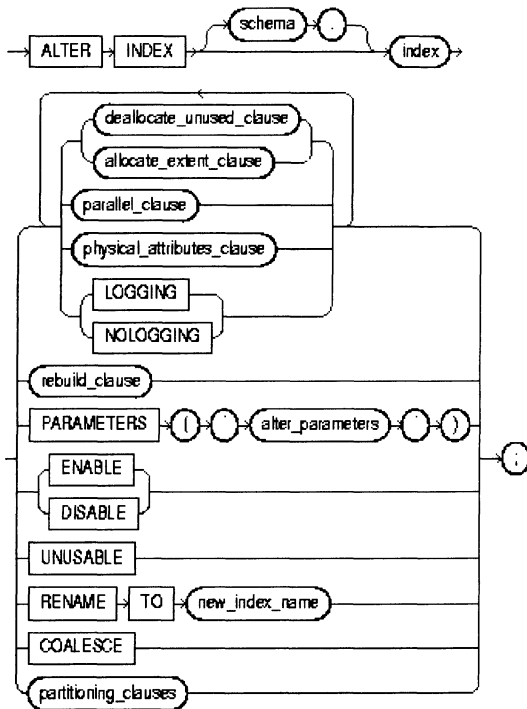 schema .
ALTER INDEX index
deallocate_unused_clause
allocate_extent_clause
parallel_clause
physical_attributes_clause
LOGGING
NOLOGGING
rebuild_clause
PARAMETERS ( ' alter_parameters ' )
ENABLE
DISABLE
;
UNUSABLE
RENAME TO new_index_name
COALESCE
partitioning_clauses